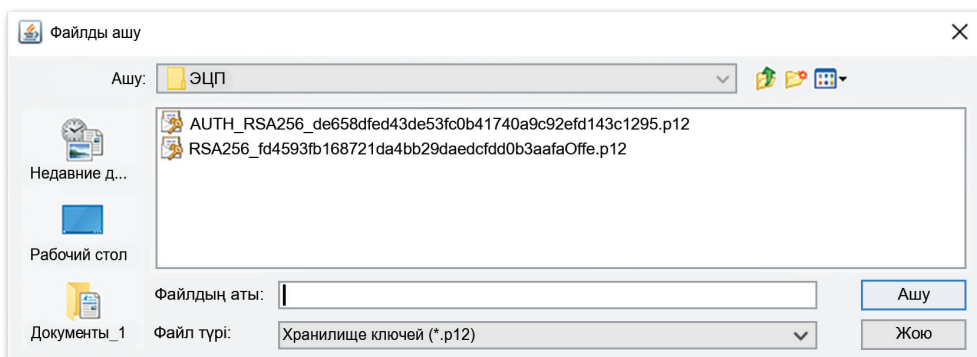 Файлды ашу
Ашу: ЭЦП
AUTH_RSA256_de658dfed43de53fc0b41740a9c92efd143c1295.p12
RSA256_fd4593fb168721da4bb29daedcfdd0b3aafaOffe.p12
Недавние д...
Рабочий стол
Документы_1
Файлдың аты:
Ашу
Файл түрі: Хранилище ключей (*.p12)
Жою